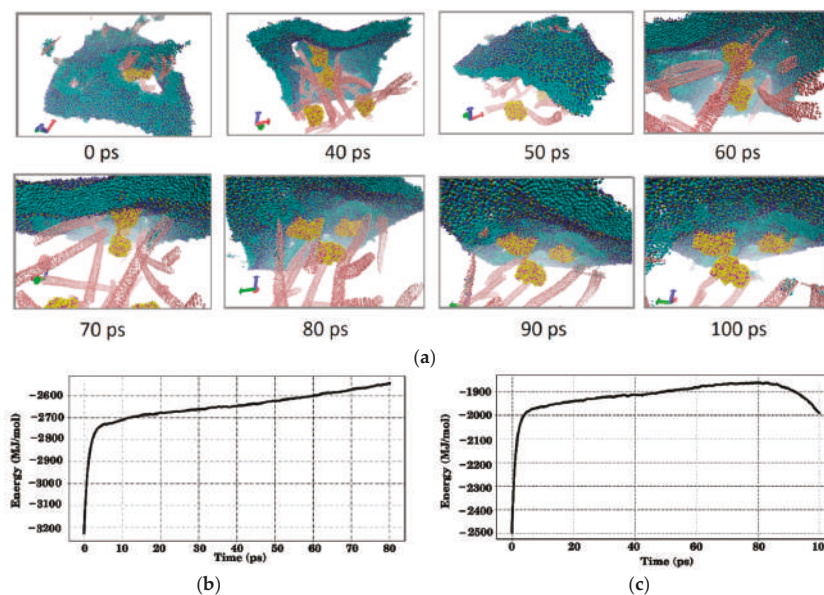 0 ps
40 ps
50 ps
60 ps
70 ps
80 ps
90 ps
100 ps
(a)
Energy (MJ/mol)
−2600
−2700
−2800
−2900
−3000
−3100
−3200
0 10 20 30 40 50 60 70 80
Time (ps)
(b)
Energy (MJ/mol)
−1900
−2000
−2100
−2200
−2300
−2400
−2500
0 20 40 60 80 10
Time (ps)
(c)